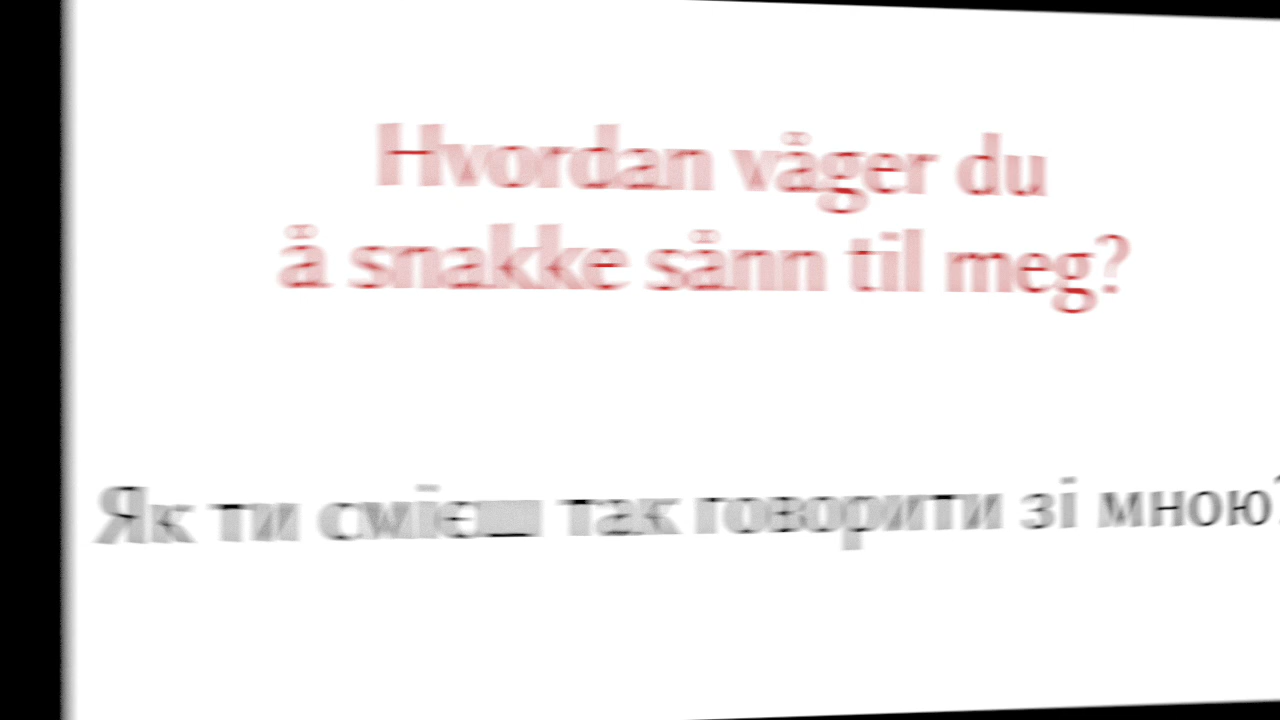 Hvordan våger du
å snakke sånn til meg?
Як ти смієш так говорити зі мною?